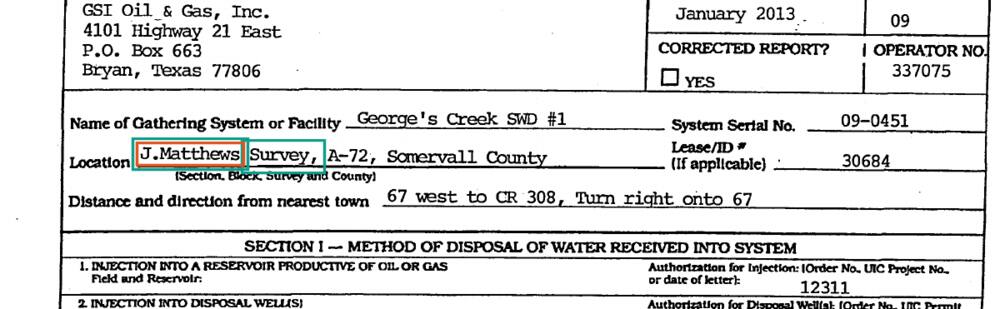 GSI Oil & Gas, Inc.
4101 Highway 21 East
P.O. Box 663
Bryan, Texas 77806
January 2013
09
CORRECTED REPORT?
OPERATOR NO.
☐ YES
337075
Name of Gathering System or Facility George's Creek SWD #1
System Serial No. 09-0451
Location J.Matthews Survey, A-72, Somervall County
(Section, Block, Survey and County)
Lease/ID #
(if applicable) 30684
Distance and direction from nearest town 67 west to CR 308, Turn right onto 67
SECTION I — METHOD OF DISPOSAL OF WATER RECEIVED INTO SYSTEM
1. INJECTION INTO A RESERVOIR PRODUCTIVE OF OIL OR GAS
Field and Reservoir:
Authorization for Injection: (Order No., UIC Project No.,
or date of letter):
12311
2. INJECTION INTO DISPOSAL WELL(S)
Authorization for Disposal Well(s): (Order No., UIC Permit